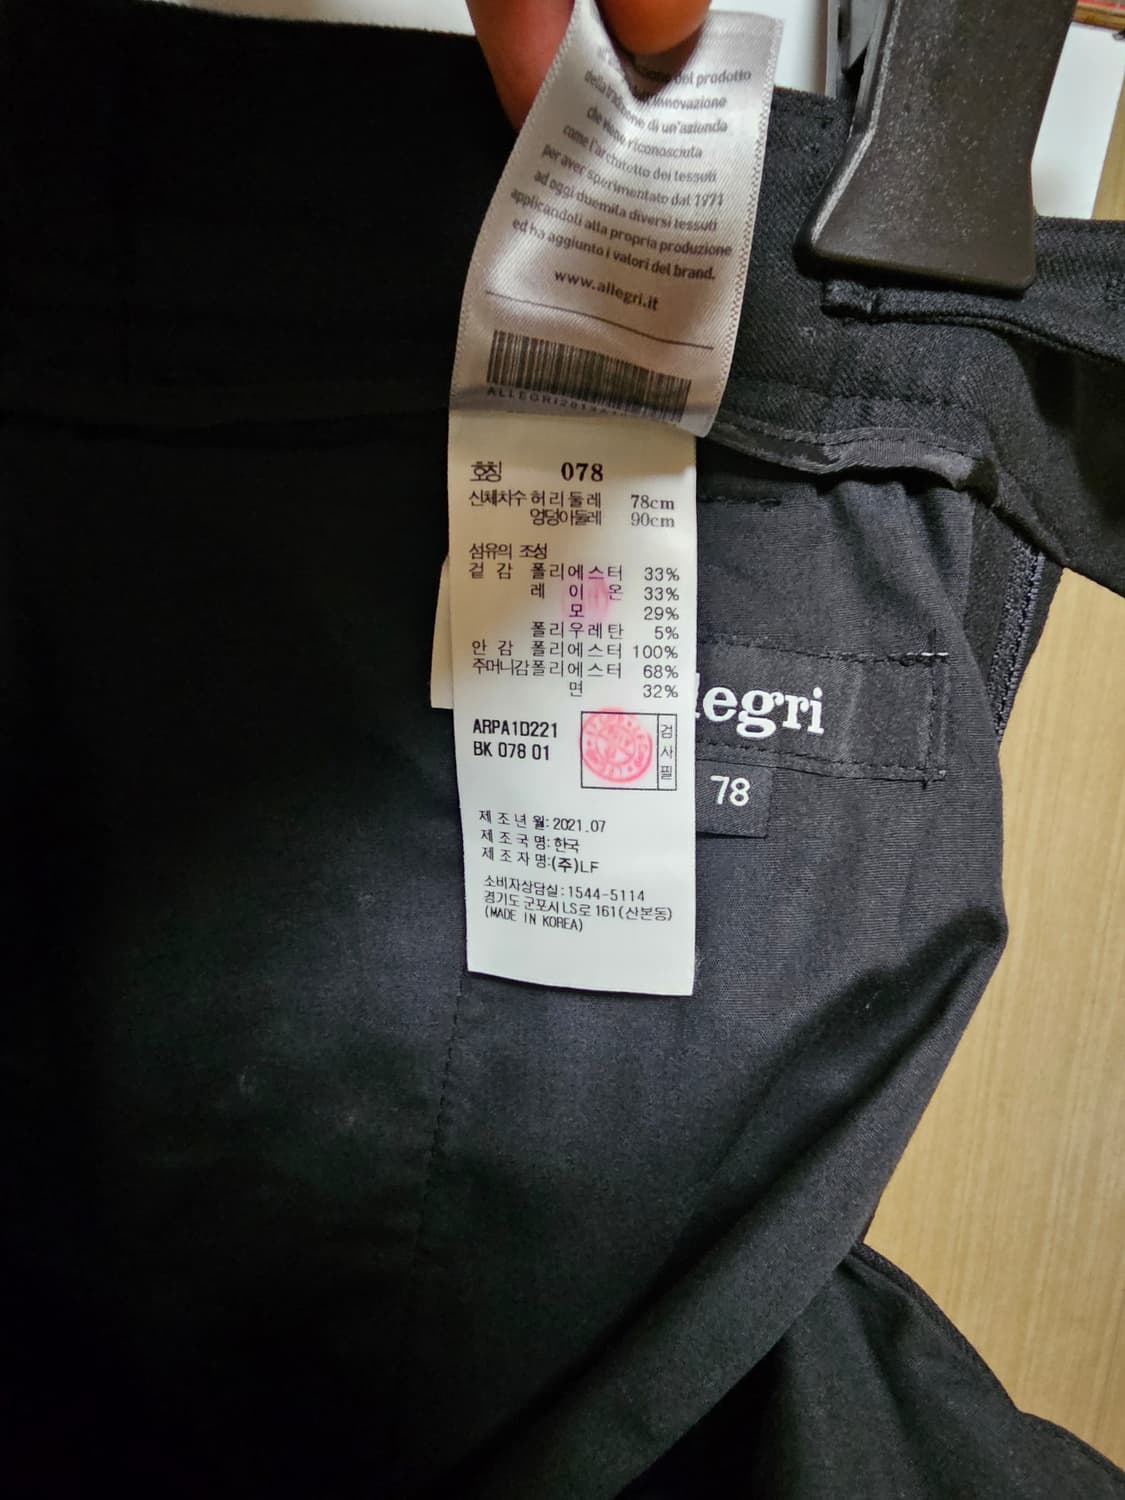 del prodotto
innovazione
di un'azienda
che viene riconosciuta
come l'architetto dei tessuti
per aver sperimentato dal 1971
ad oggi duemila diversi tessuti
applicandoli alla propria produzione
ed ha aggiunto i valori del brand.
www.allegri.it
호칭 078
신체치수 허리둘레 78cm
엉덩이둘레 90cm
섬유의 조성
겉감 폴리에스터 33%
레이온 33%
모 29%
폴리우레탄 5%
안감 폴리에스터 100%
주머니감 폴리에스터 68%
면 32%
ARPA1D221
BK 078 01
검사필
제조년월: 2021.07
제조국명: 한국
제조자명: (주)LF
소비자상담실: 1544-5114
경기도 군포시 LS로 161(산본동)
(MADE IN KOREA)
legri
78